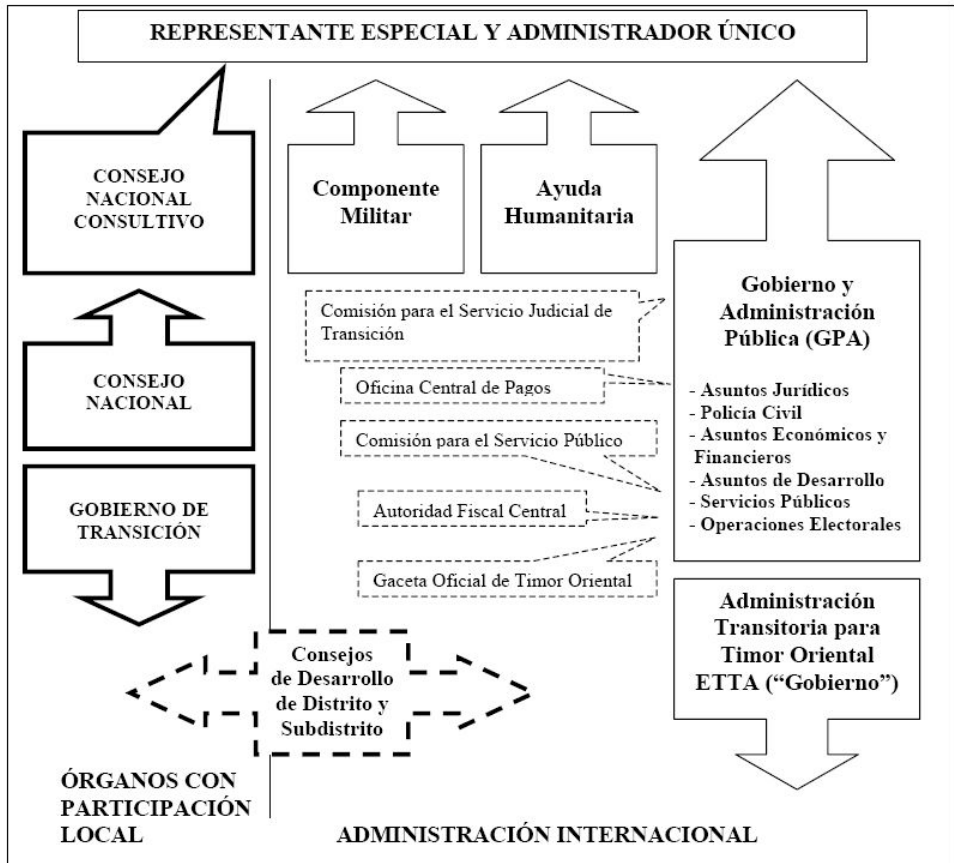 REPRESENTANTE ESPECIAL Y ADMINISTRADOR ÚNICO
CONSEJO
NACIONAL
CONSULTIVO
CONSEJO
NACIONAL
GOBIERNO DE
TRANSICIÓN
Componente
Militar
Ayuda
Humanitaria
Comisión para el Servicio Judicial de
Transición
Oficina Central de Pagos
Comisión para el Servicio Público
Autoridad Fiscal Central
Gaceta Oficial de Timor Oriental
Gobierno y
Administración
Pública (GPA)
- Asuntos Jurídicos
- Policía Civil
- Asuntos Económicos y
Financieros
- Asuntos de Desarrollo
- Servicios Públicos
- Operaciones Electorales
Administración
Transitoria para
Timor Oriental
ETTA (“Gobierno”)
Consejos
de Desarrollo
de Distrito y
Subdistrito
ÓRGANOS CON
PARTICIPACIÓN
LOCAL
ADMINISTRACIÓN INTERNACIONAL